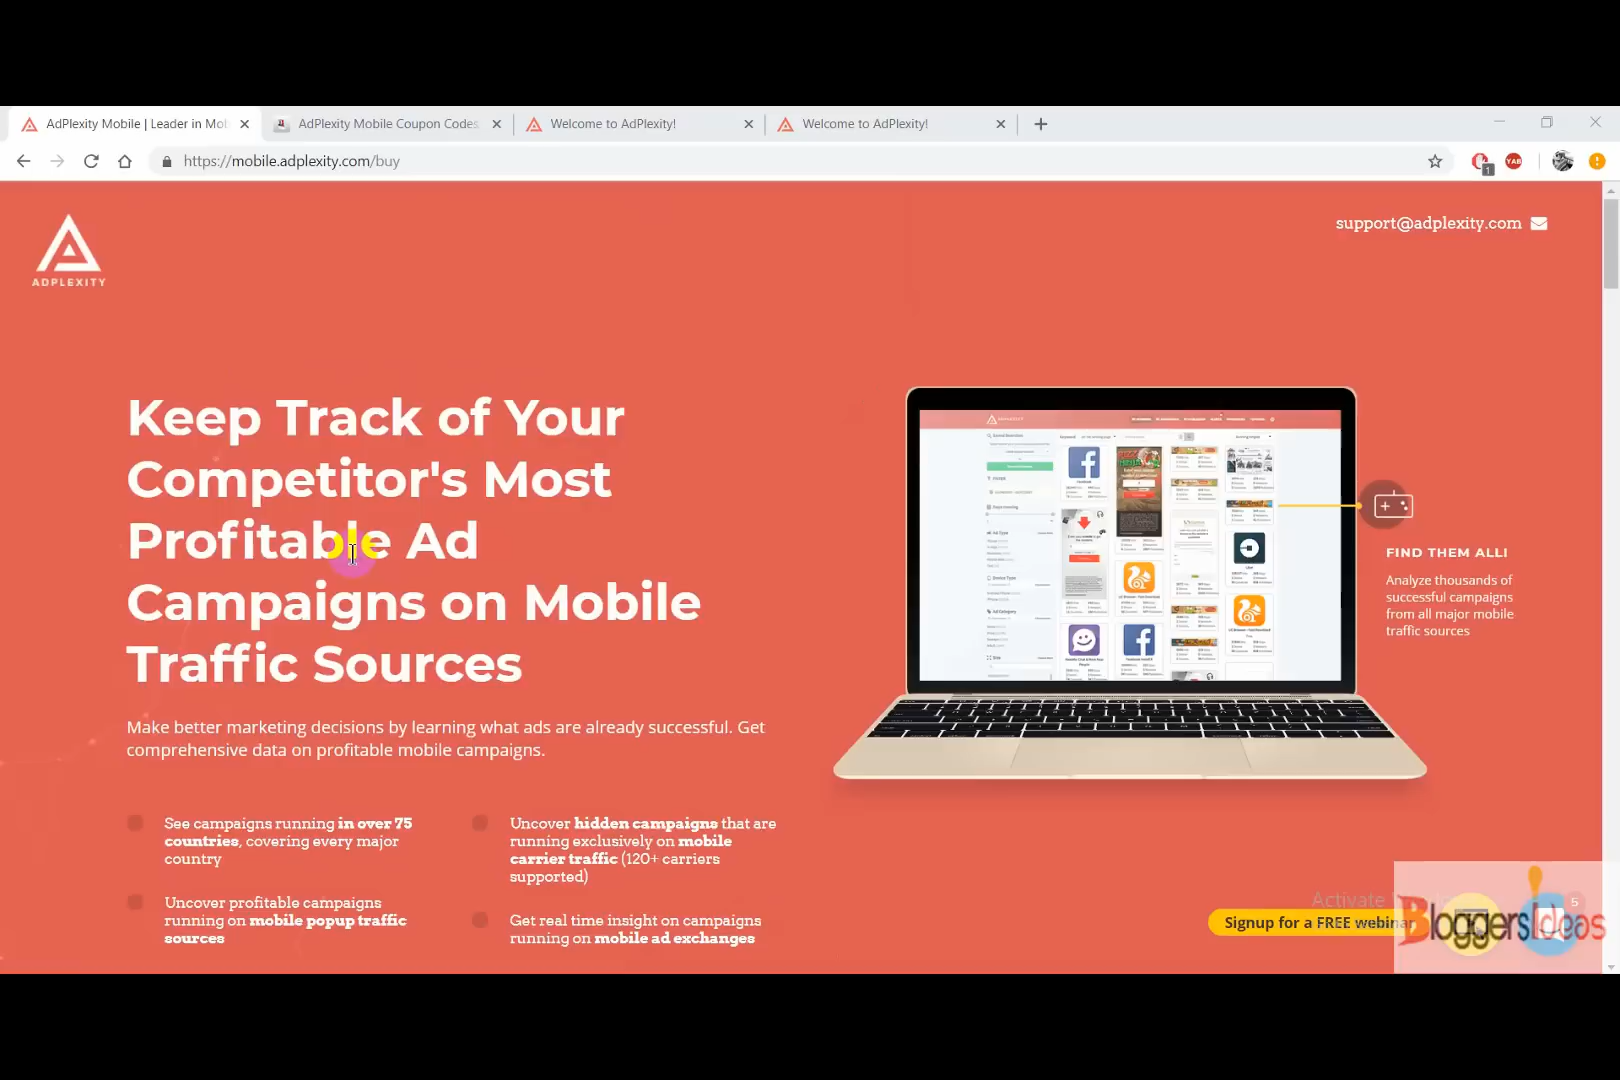 AdPlexity Mobile | Leader in Mob
AdPlexity Mobile Coupon Codes
Welcome to AdPlexity!
Welcome to AdPlexity!
https://mobile.adplexity.com/buy
1
YAB
support@adplexity.com
ADPLEXITY
Keep Track of Your
Competitor's Most
Profitable Ad
Campaigns on Mobile
Traffic Sources
Make better marketing decisions by learning what ads are already successful. Get
comprehensive data on profitable mobile campaigns.
See campaigns running in over 75
countries, covering every major
country
Uncover profitable campaigns
running on mobile popup traffic
sources
Uncover hidden campaigns that are
running exclusively on mobile
carrier traffic (120+ carriers
supported)
Get real time insight on campaigns
running on mobile ad exchanges
FIND THEM ALL!
Analyze thousands of
successful campaigns
from all major mobile
traffic sources
Activate
Signup for a FREE webinar
5
BloggersIdeas